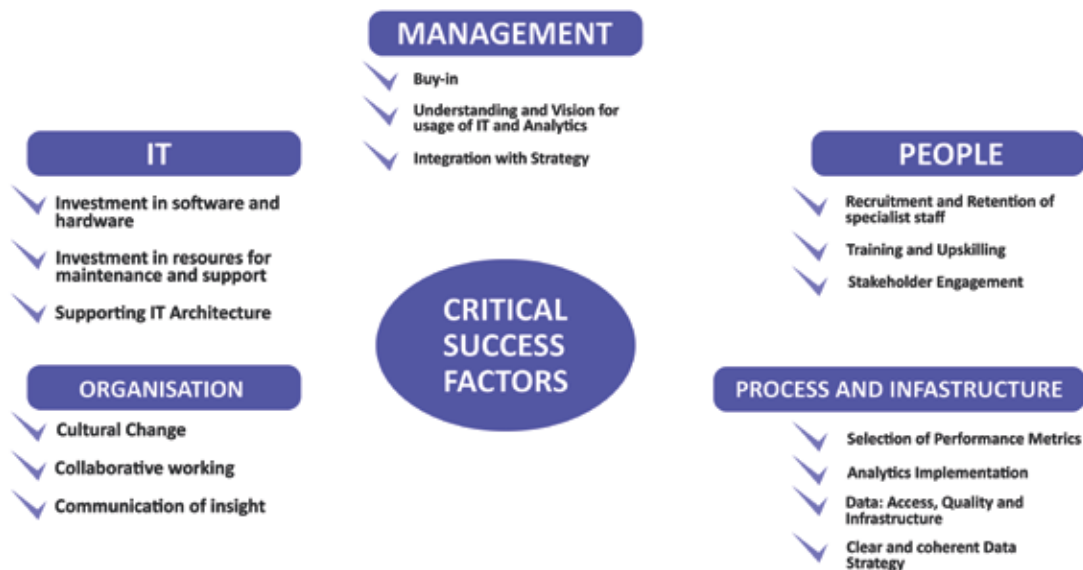 MANAGEMENT
Buy-in
Understanding and Vision for
usage of IT and Analytics
Integration with Strategy
IT
Investment in software and
hardware
Investment in resoures for
maintenance and support
Supporting IT Architecture
PEOPLE
Recruitment and Retention of
specialist staff
Training and Upskilling
Stakeholder Engagement
CRITICAL
SUCCESS
FACTORS
ORGANISATION
Cultural Change
Collaborative working
Communication of insight
PROCESS AND INFASTRUCTURE
Selection of Performance Metrics
Analytics Implementation
Data: Access, Quality and
Infrastructure
Clear and coherent Data
Strategy